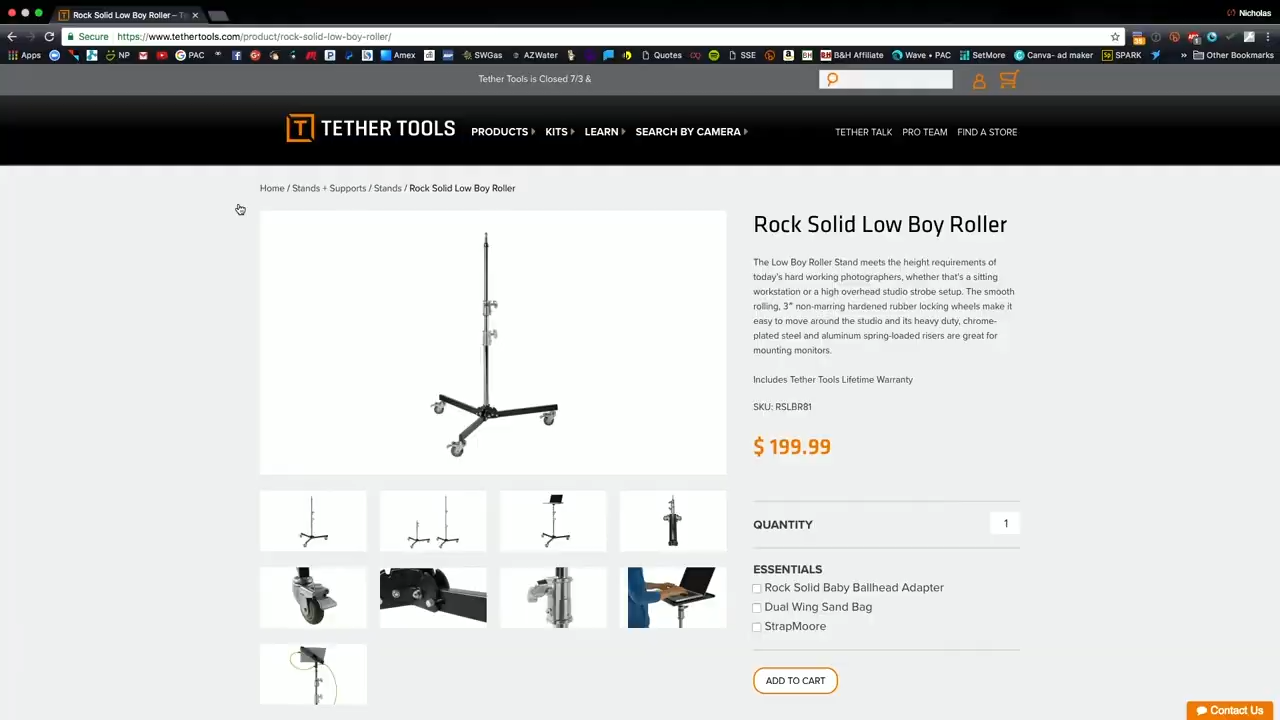 Rock Solid Low Boy Roller – T
Nicholas
Secure https://www.tethertools.com/product/rock-solid-low-boy-roller/
Apps NP PAC Amex SWGas AZWater Quotes SSE B&H Affiliate Wave + PAC SetMore Canva- ad maker SPARK » Other Bookmarks
Tether Tools is Closed 7/3 &
TETHER TOOLS PRODUCTS KITS LEARN SEARCH BY CAMERA TETHER TALK PRO TEAM FIND A STORE
Home / Stands + Supports / Stands / Rock Solid Low Boy Roller
Rock Solid Low Boy Roller
The Low Boy Roller Stand meets the height requirements of
today's hard working photographers, whether that's a sitting
workstation or a high overhead studio strobe setup. The smooth
rolling, 3" non-marring hardened rubber locking wheels make it
easy to move around the studio and its heavy duty, chrome-
plated steel and aluminum spring-loaded risers are great for
mounting monitors.
Includes Tether Tools Lifetime Warranty
SKU: RSLBR81
$ 199.99
QUANTITY 1
ESSENTIALS
Rock Solid Baby Ballhead Adapter
Dual Wing Sand Bag
StrapMoore
ADD TO CART
Contact Us